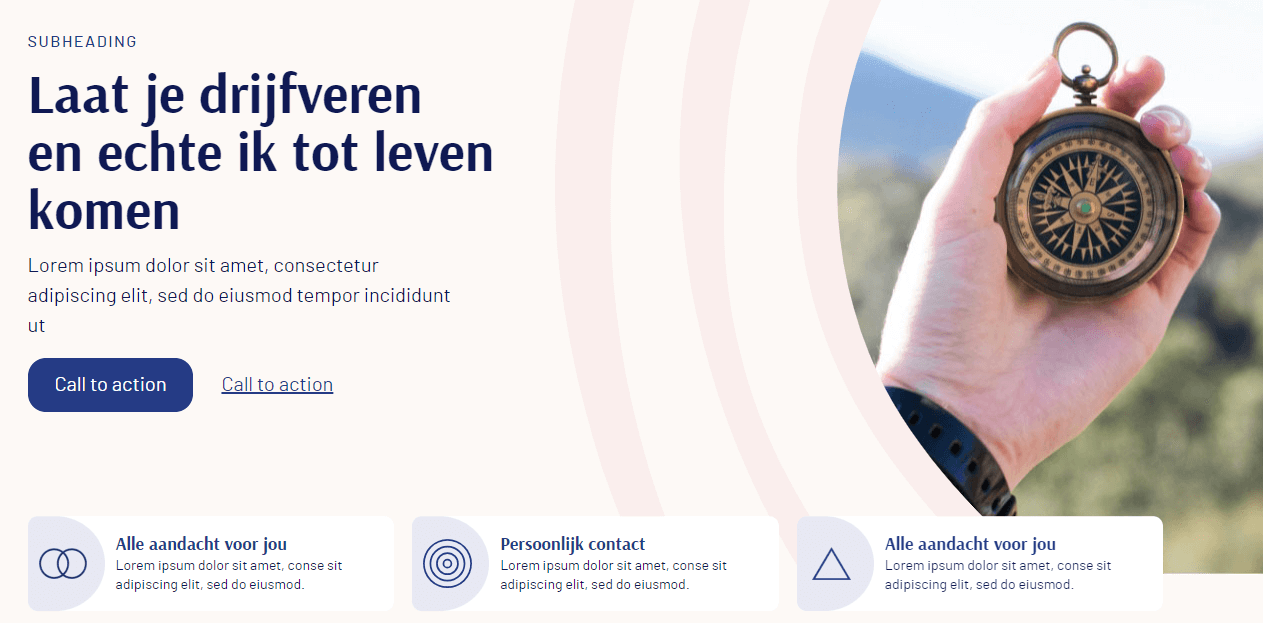 SUBHEADING
Laat je drijfveren
en echte ik tot leven
komen
Lorem ipsum dolor sit amet, consectetur
adipiscing elit, sed do eiusmod tempor incididunt
ut
Call to action
Call to action
Alle aandacht voor jou
Lorem ipsum dolor sit amet, conse sit
adipiscing elit, sed do eiusmod.
Persoonlijk contact
Lorem ipsum dolor sit amet, conse sit
adipiscing elit, sed do eiusmod.
Alle aandacht voor jou
Lorem ipsum dolor sit amet, conse sit
adipiscing elit, sed do eiusmod.